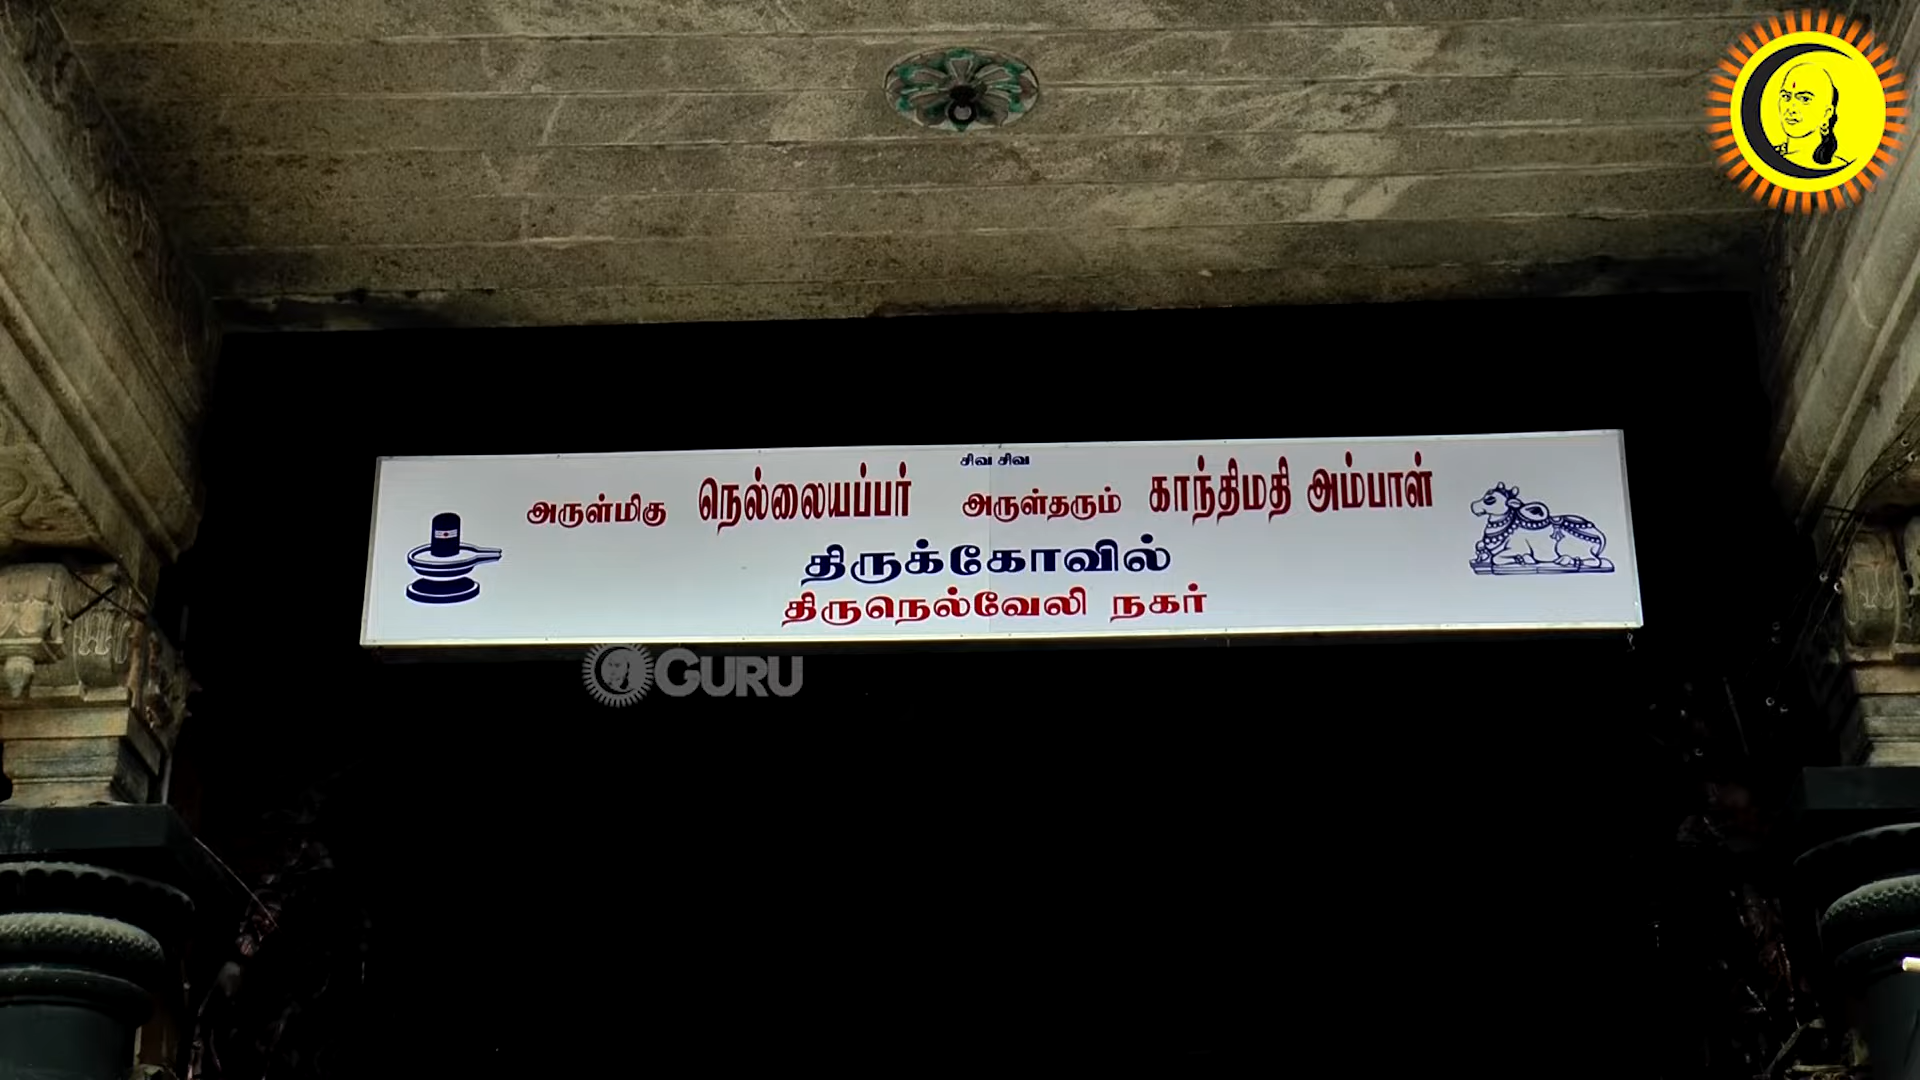 சிவ சிவ
அருள்மிகு நெல்லையப்பர் அருள்தரும் காந்திமதி அம்பாள்
திருக்கோவில்
திருநெல்வேலி நகர்
GURU